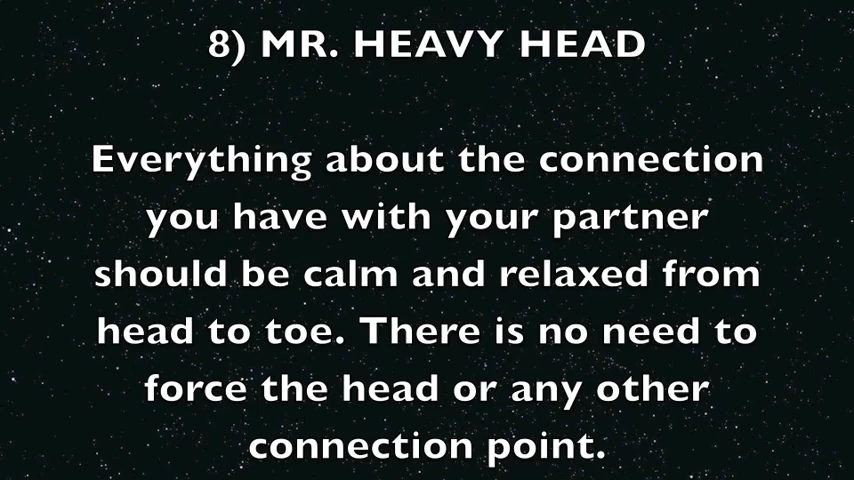 8) MR. HEAVY HEAD
Everything about the connection
you have with your partner
should be calm and relaxed from
head to toe. There is no need to
force the head or any other
connection point.